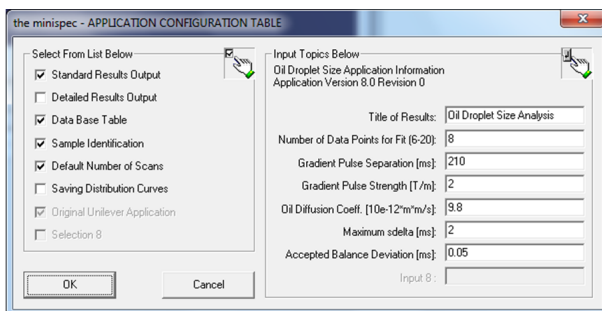 the minispec - APPLICATION CONFIGURATION TABLE
Select From List Below
Standard Results Output
Detailed Results Output
Data Base Table
Sample Identification
Default Number of Scans
Saving Distribution Curves
Original Unilever Application
Selection 8
OK
Cancel
Input Topics Below
Oil Droplet Size Application Information
Application Version 8.0 Revision 0
Title of Results: Oil Droplet Size Analysis
Number of Data Points for Fit (6-20): 8
Gradient Pulse Separation [ms]: 210
Gradient Pulse Strength [T/m]: 2
Oil Diffusion Coeff. [10e-12*m*m/s]: 9.8
Maximum sdelta [ms]: 2
Accepted Balance Deviation [ms]: 0.05
Input 8 :